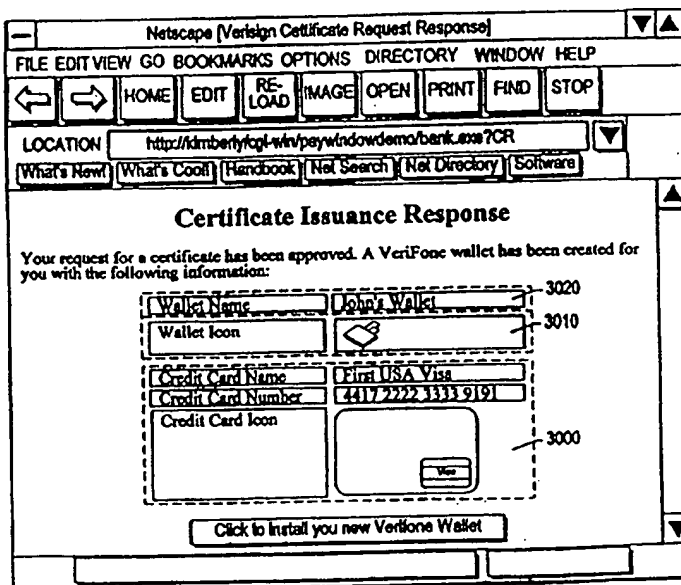 Netscape [Verisign Certificate Request Response]
FILE EDIT VIEW GO BOOKMARKS OPTIONS DIRECTORY WINDOW HELP
HOME EDIT RE-LOAD IMAGE OPEN PRINT FIND STOP
LOCATION http://kimberly/cgi-win/paywindowdemo/bank.exe?CR
What's New! What's Cool! Handbook Net Search Net Directory Software
Certificate Issuance Response
Your request for a certificate has been approved. A VeriFone wallet has been created for
you with the following information:
Wallet Name John's Wallet 3020
Wallet Icon 3010
Credit Card Name First USA Visa
Credit Card Number 4417 2222 3333 9191
Credit Card Icon
Visa
3000
Click to Install you new Verifone Wallet